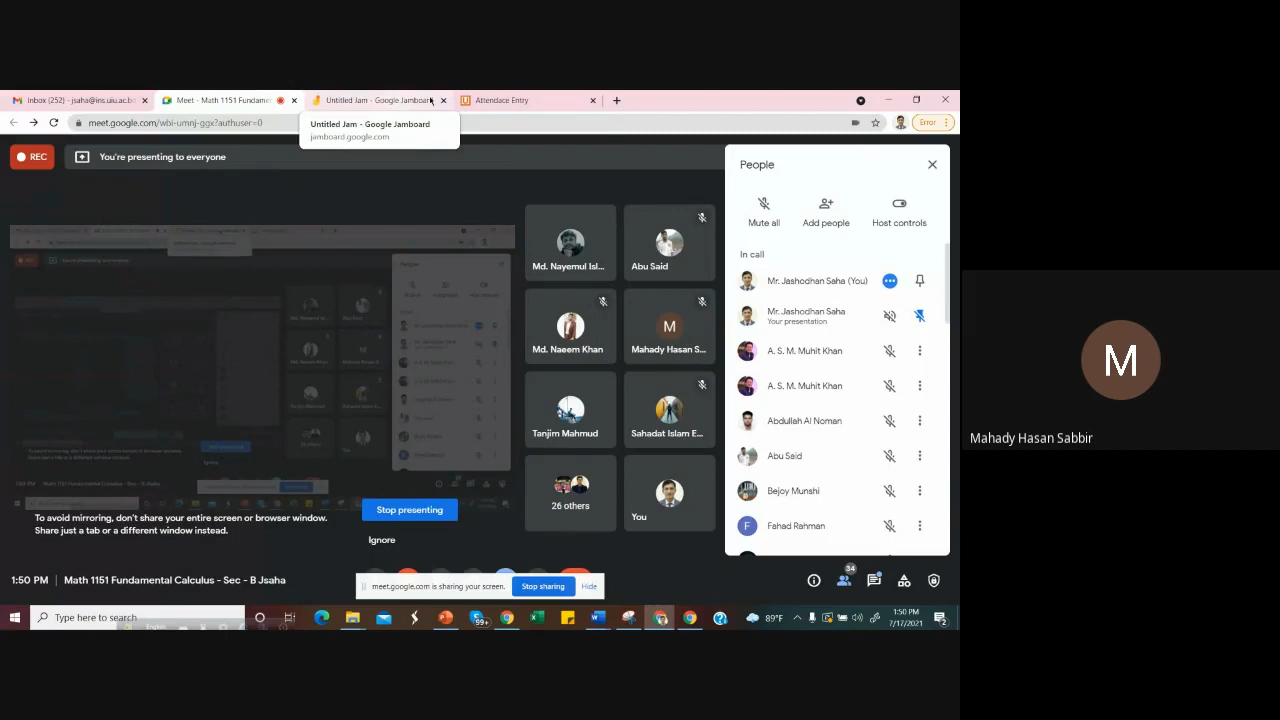 Inbox (252) - jsaha@ins.uiu.ac.b
Meet - Math 1151 Fundame
Untitled Jam - Google Jamboard
Attendace Entry
Untitled Jam - Google Jamboard
jamboard.google.com
meet.google.com/wbi-umnj-ggx?authuser=0
Error
REC
You're presenting to everyone
People
Mute all
Add people
Host controls
In call
Mr. Jashodhan Saha (You)
Mr. Jashodhan Saha
Your presentation
A. S. M. Muhit Khan
A. S. M. Muhit Khan
Abdullah Al Noman
Abu Said
Bejoy Munshi
F
Fahad Rahman
Md. Nayemul Isl...
Abu Said
Md. Naeem Khan
M
Mahady Hasan S...
Tanjim Mahmud
Sahadat Islam E...
26 others
You
To avoid mirroring, don't share your entire screen or browser window.
Share just a tab or a different window instead.
Stop presenting
Ignore
1:50 PM | Math 1151 Fundamental Calculus - Sec - B Jsaha
meet.google.com is sharing your screen.
Stop sharing
Hide
34
Type here to search
99+
89°F
1:50 PM
7/17/2021
2
M
Mahady Hasan Sabbir